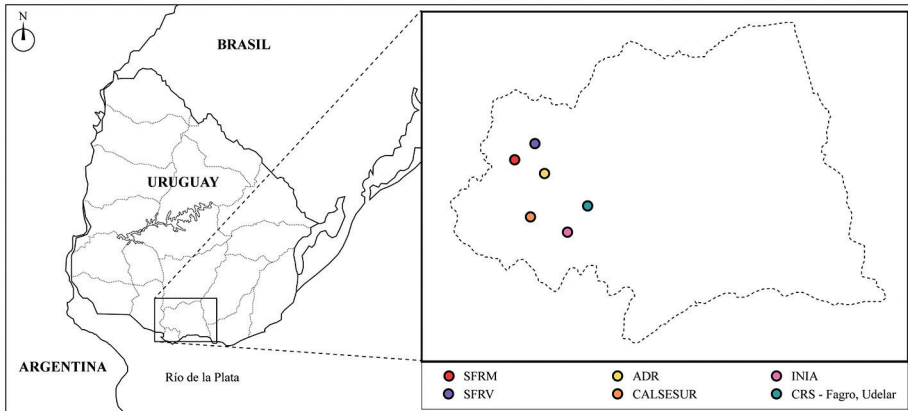 N
BRASIL
URUGUAY
ARGENTINA
Río de la Plata
SFRM
ADR
INIA
SFRV
CALSESUR
CRS - Fagro, Udelar